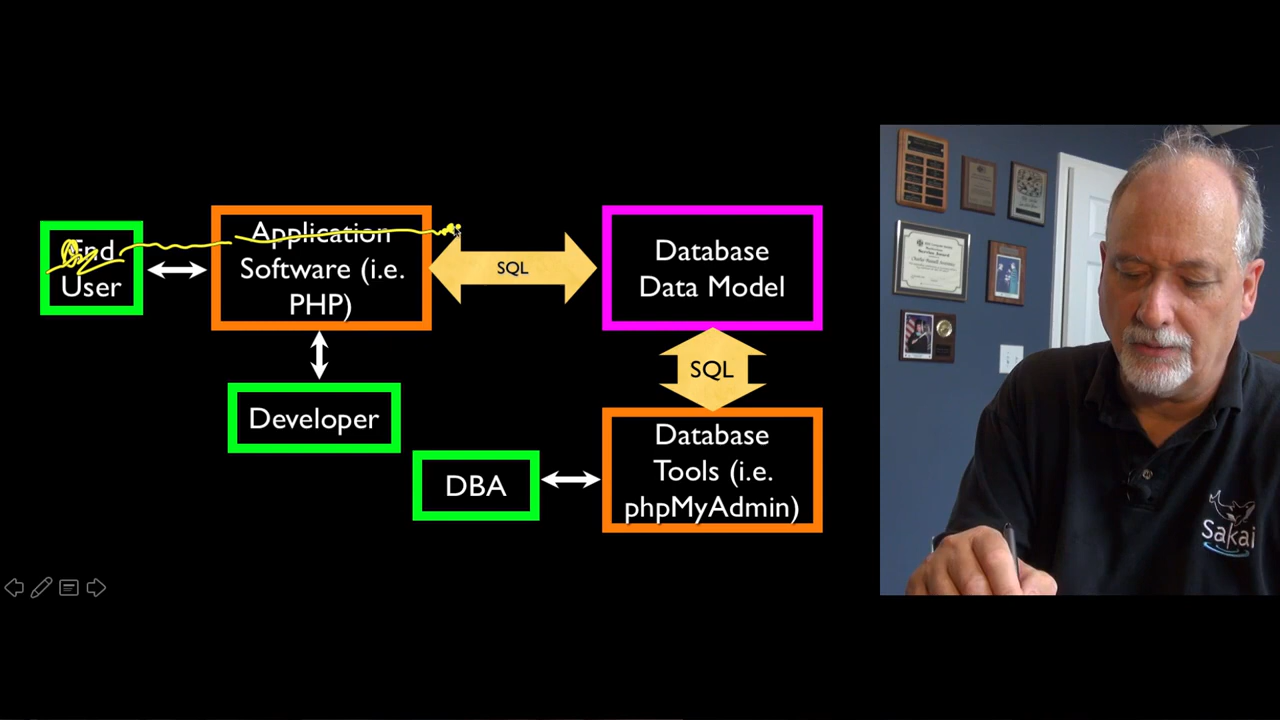 End
User
Application
Software (i.e.
PHP)
SQL
Database
Data Model
SQL
Developer
DBA
Database
Tools (i.e.
phpMyAdmin)
Sakai